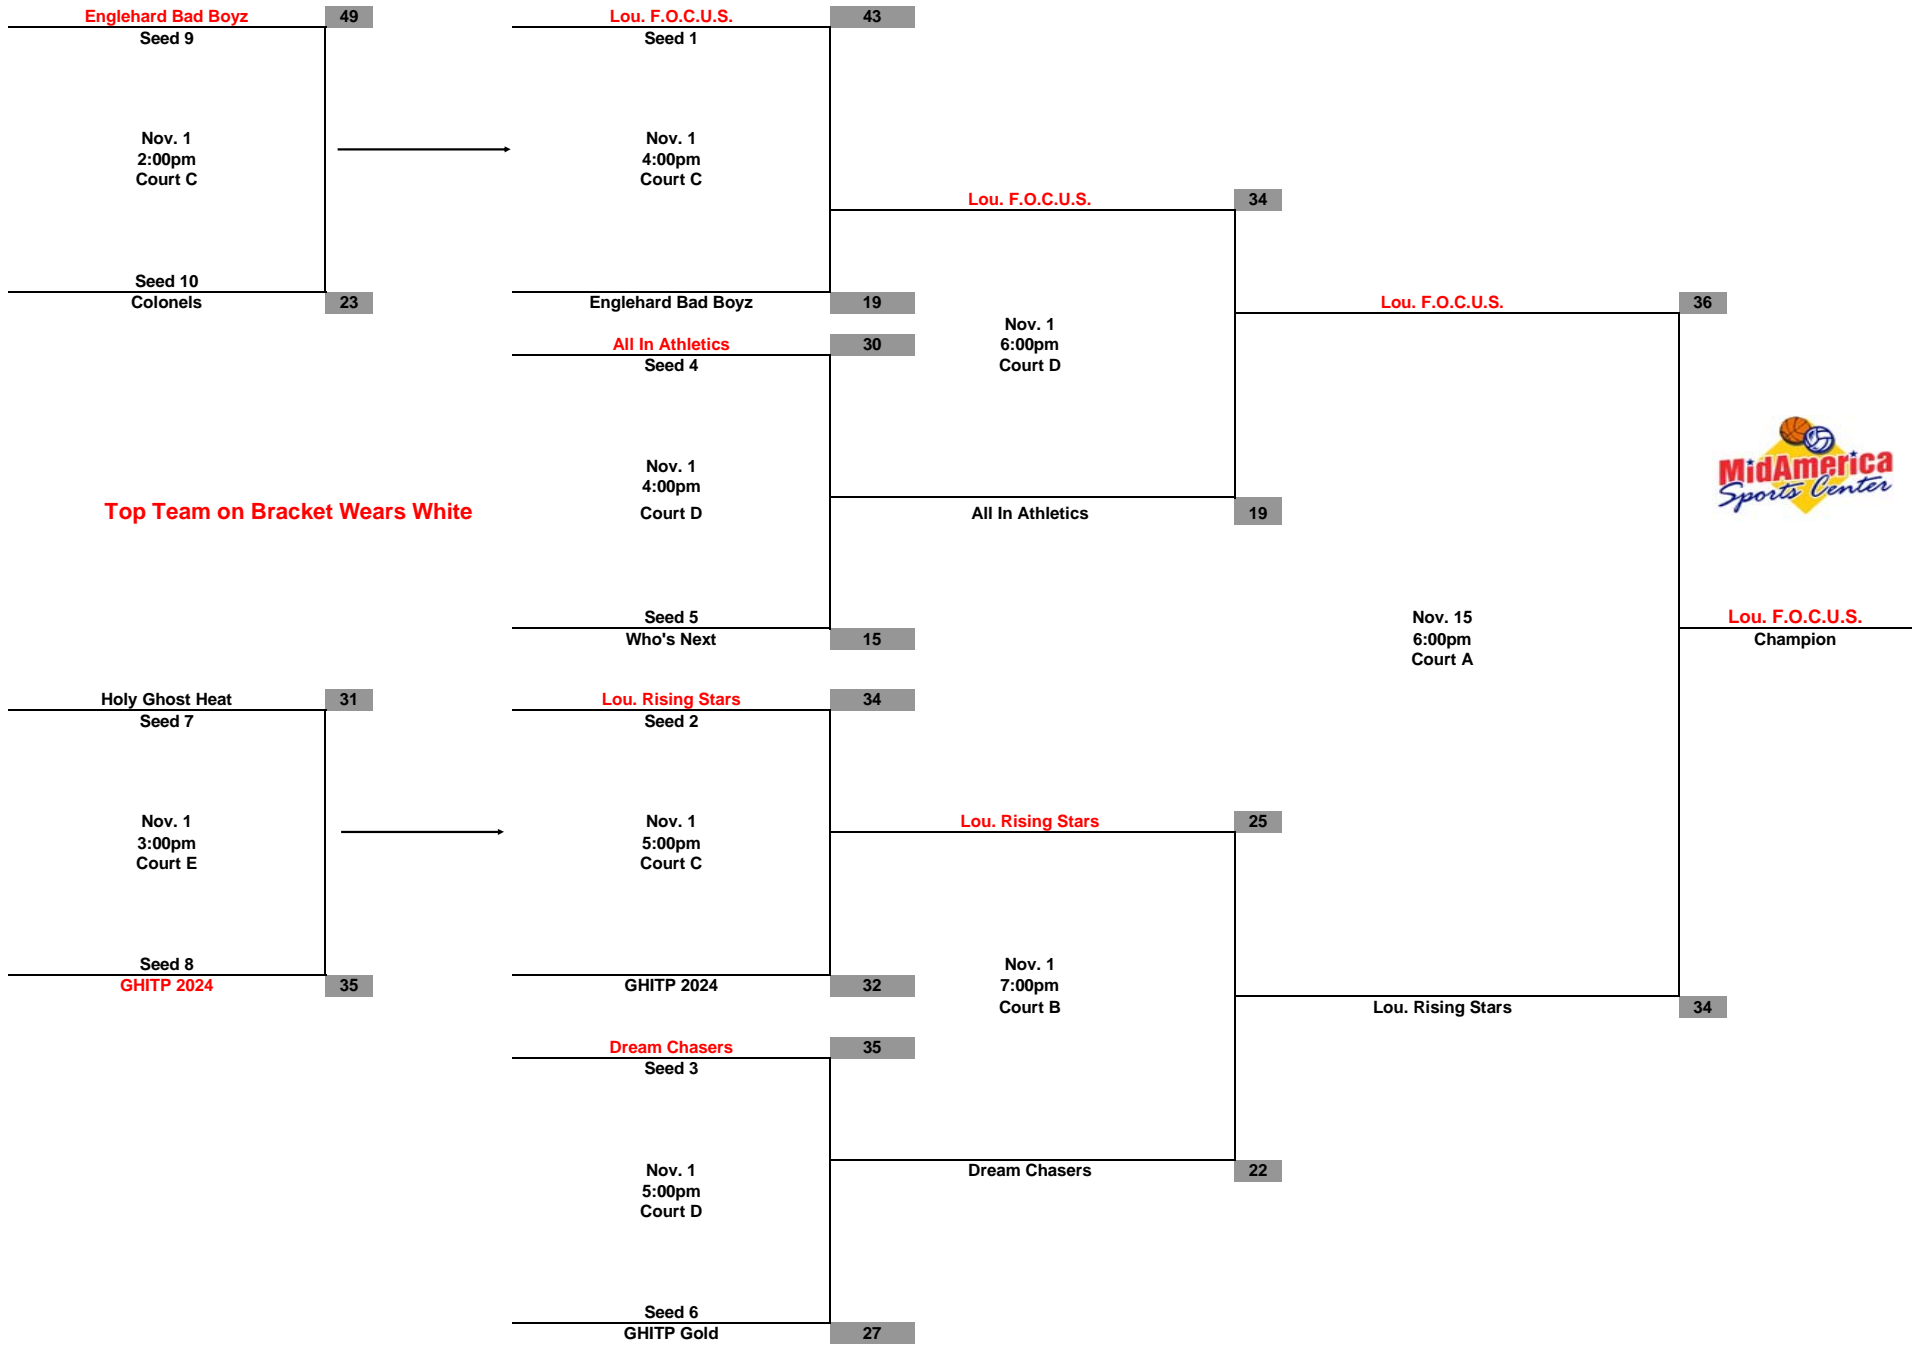 Englehard Bad Boyz 49
Seed 9
Nov. 1
2:00pm
Court C
Seed 10
Colonels 23
Lou. F.O.C.U.S. 43
Seed 1
Nov. 1
4:00pm
Court C
Englehard Bad Boyz 19
All In Athletics 30
Seed 4
Nov. 1
4:00pm
Court D
Seed 5
Who's Next 15
Top Team on Bracket Wears White
Holy Ghost Heat 31
Seed 7
Nov. 1
3:00pm
Court E
Seed 8
GHITP 2024 35
Lou. Rising Stars 34
Seed 2
Nov. 1
5:00pm
Court C
GHITP 2024 32
Dream Chasers 35
Seed 3
Nov. 1
5:00pm
Court D
Seed 6
GHITP Gold 27
Lou. F.O.C.U.S. 34
Nov. 1
6:00pm
Court D
All In Athletics 19
Lou. Rising Stars 25
Nov. 1
7:00pm
Court B
Dream Chasers 22
Lou. F.O.C.U.S. 36
Nov. 15
6:00pm
Court A
Lou. Rising Stars 34
MidAmerica
Sports Center
Lou. F.O.C.U.S.
Champion